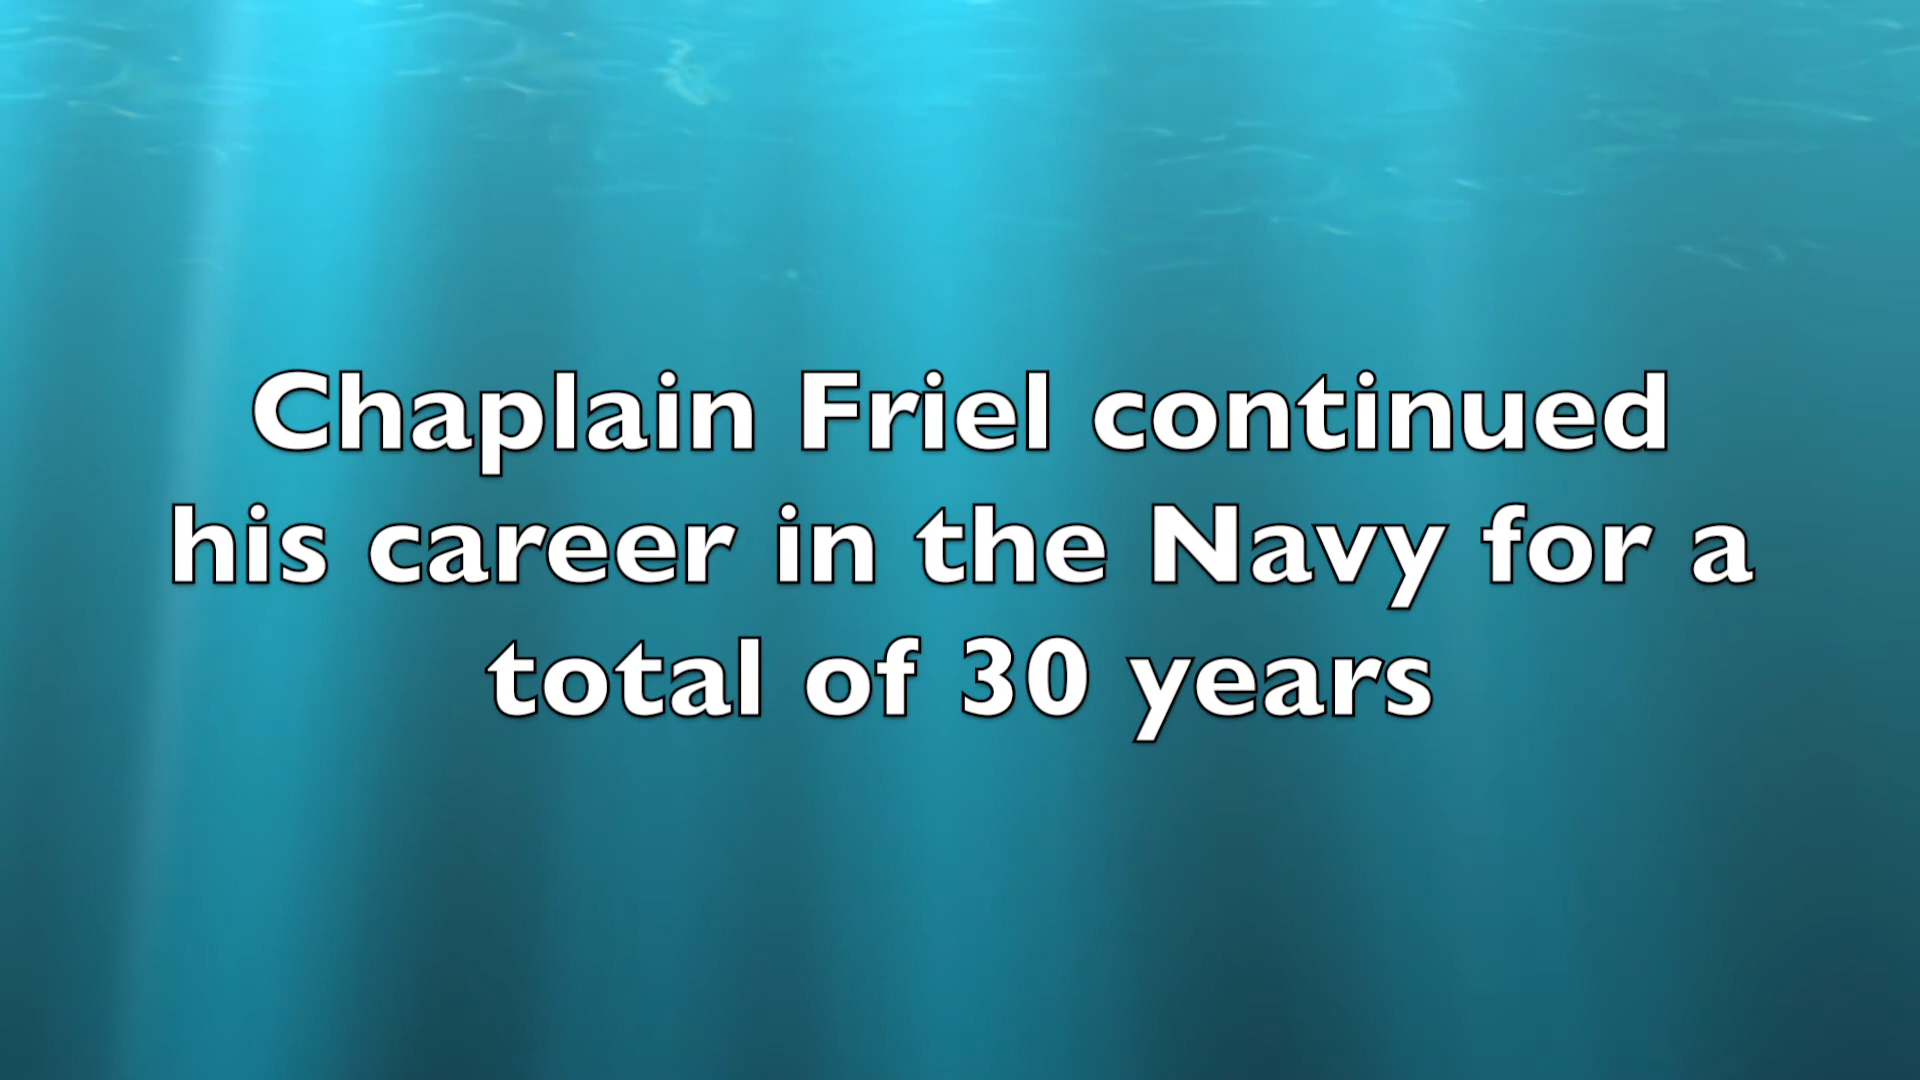 Chaplain Friel continued
his career in the Navy for a
total of 30 years